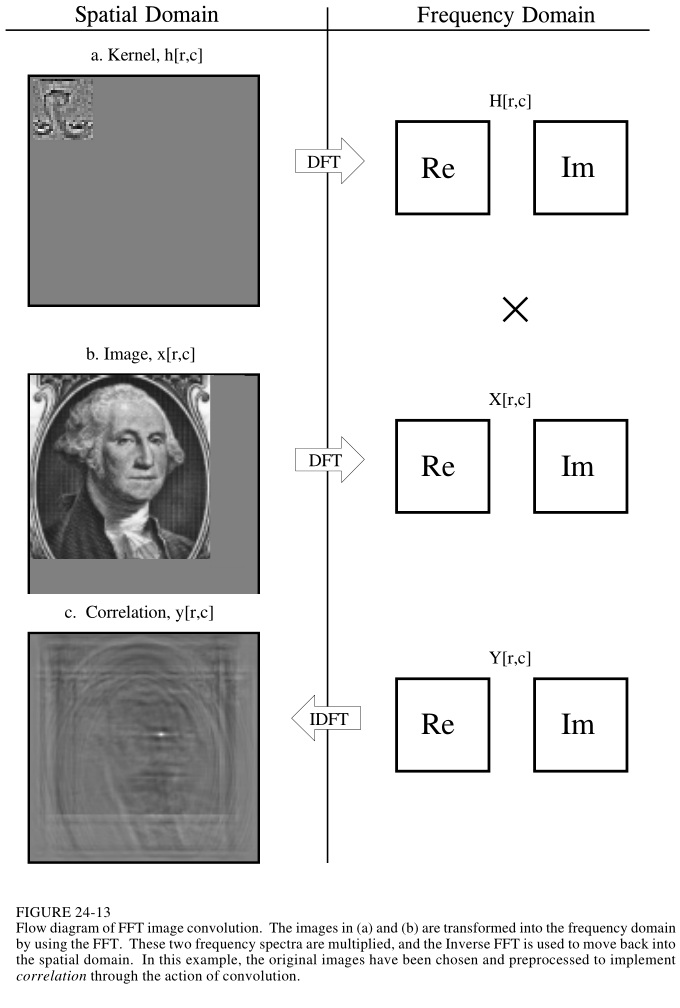 Spatial Domain
Frequency Domain
a. Kernel, h[r,c]
H[r,c]
DFT
Re
Im
×
b. Image, x[r,c]
X[r,c]
DFT
Re
Im
c. Correlation, y[r,c]
Y[r,c]
IDFT
Re
Im
FIGURE 24-13
Flow diagram of FFT image convolution. The images in (a) and (b) are transformed into the frequency domain
by using the FFT. These two frequency spectra are multiplied, and the Inverse FFT is used to move back into
the spatial domain. In this example, the original images have been chosen and preprocessed to implement
correlation through the action of convolution.